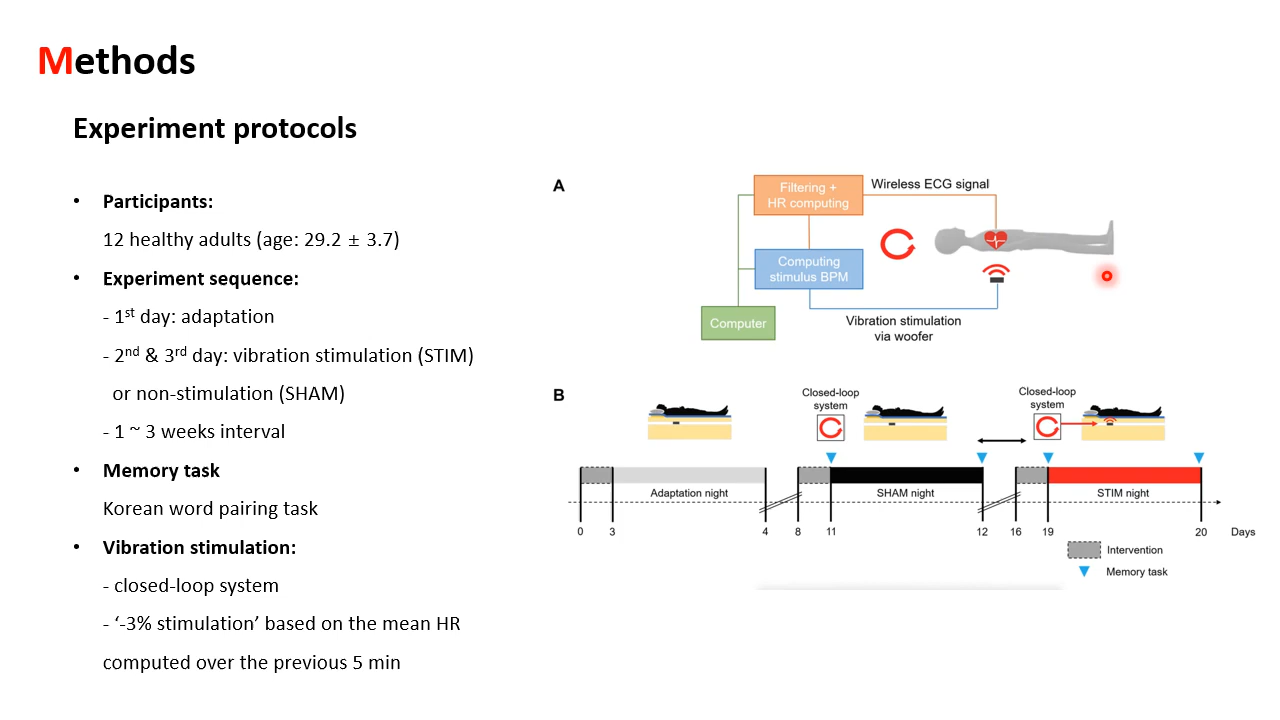 Methods
Experiment protocols
• Participants:
12 healthy adults (age: 29.2 ± 3.7)
• Experiment sequence:
- 1st day: adaptation
- 2nd & 3rd day: vibration stimulation (STIM)
or non-stimulation (SHAM)
- 1 ~ 3 weeks interval
• Memory task
Korean word pairing task
• Vibration stimulation:
- closed-loop system
- ‘-3% stimulation’ based on the mean HR
computed over the previous 5 min
A
Filtering +
HR computing
Wireless ECG signal
Computing
stimulus BPM
Computer
Vibration stimulation
via woofer
B
Closed-loop
system
Closed-loop
system
Adaptation night
SHAM night
STIM night
0 3 4 8 11 12 16 19 20 Days
Intervention
Memory task